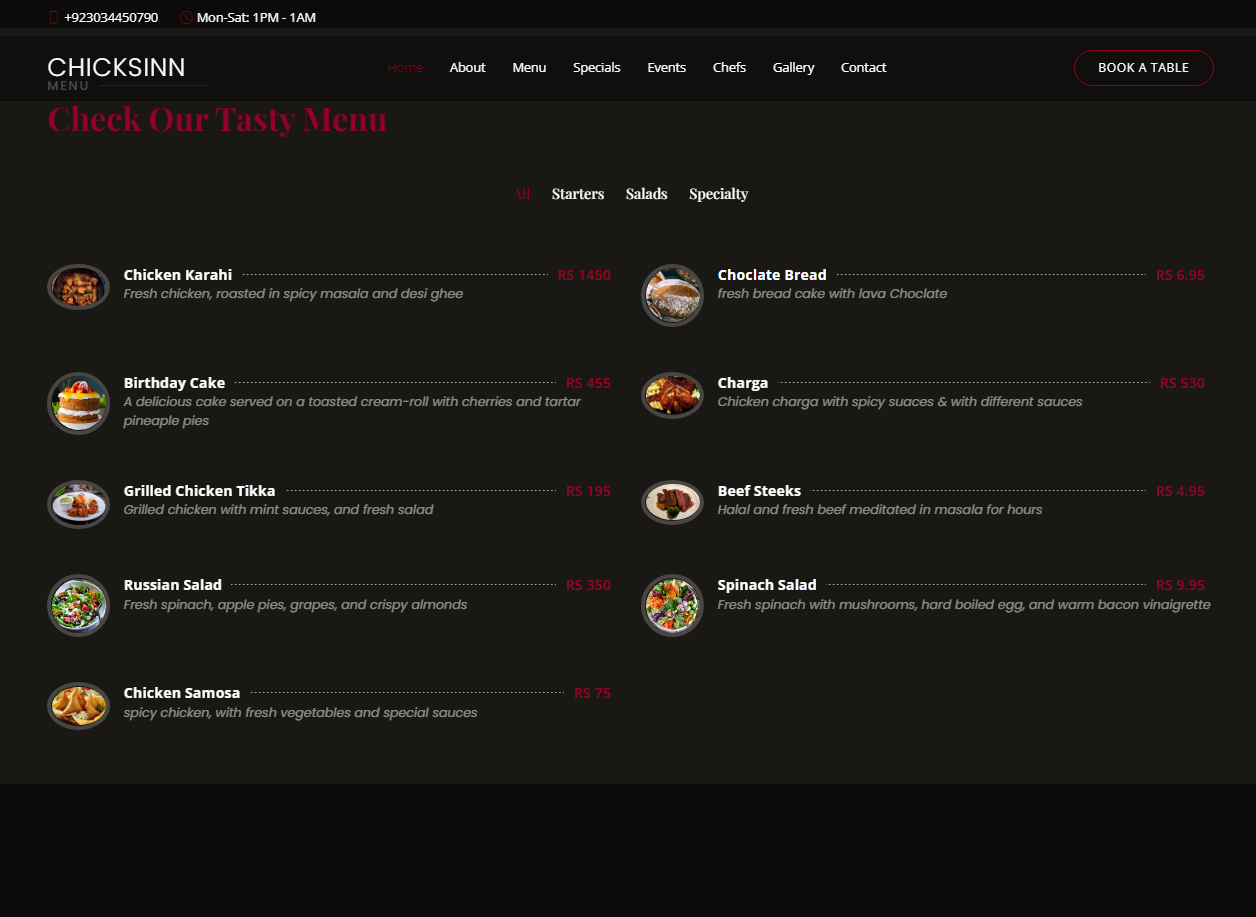 +923034450790 Mon-Sat: 1PM - 1AM
CHICKSINN Home About Menu Specials Events Chefs Gallery Contact BOOK A TABLE
MENU
Check Our Tasty Menu
All Starters Salads Specialty
Chicken Karahi RS 1450
Fresh chicken, roasted in spicy masala and desi ghee
Choclate Bread RS 6.95
fresh bread cake with lava Choclate
Birthday Cake RS 455
A delicious cake served on a toasted cream-roll with cherries and tartar
pineaple pies
Charga RS 530
Chicken charga with spicy suaces & with different sauces
Grilled Chicken Tikka RS 195
Grilled chicken with mint sauces, and fresh salad
Beef Steeks RS 4.95
Halal and fresh beef meditated in masala for hours
Russian Salad RS 350
Fresh spinach, apple pies, grapes, and crispy almonds
Spinach Salad RS 9.95
Fresh spinach with mushrooms, hard boiled egg, and warm bacon vinaigrette
Chicken Samosa RS 75
spicy chicken, with fresh vegetables and special sauces